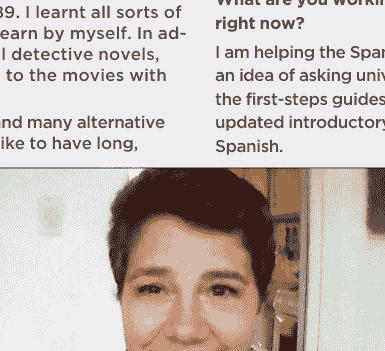 39. I learnt all sorts of
earn by myself. In ad-
l detective novels,
to the movies with
and many alternative
ike to have long,
What are you workin
right now?
I am helping the Spar
an idea of asking univ
the first-steps guides
updated introductory
Spanish.